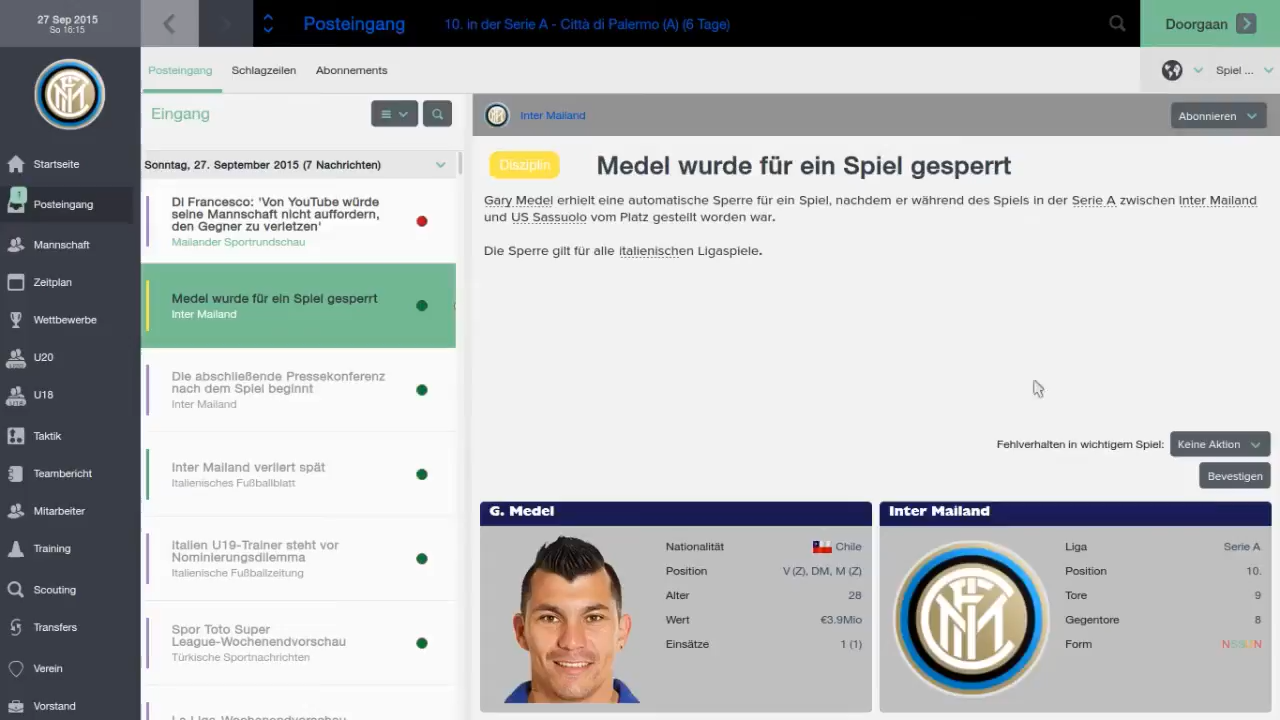 27 Sep 2015
So 16:15
Posteingang
10. in der Serie A - Città di Palermo (A) (6 Tage)
Doorgaan
Posteingang
Schlagzeilen
Abonnements
Spiel ...
Eingang
Inter Mailand
Abonnieren
Sonntag, 27. September 2015 (7 Nachrichten)
Disziplin
Medel wurde für ein Spiel gesperrt
Gary Medel erhielt eine automatische Sperre für ein Spiel, nachdem er während des Spiels in der Serie A zwischen Inter Mailand
und US Sassuolo vom Platz gestellt worden war.
Die Sperre gilt für alle italienischen Ligaspiele.
Startseite
1
Posteingang
Mannschaft
Zeitplan
Wettbewerbe
U20
U18
Taktik
Teambericht
Mitarbeiter
Training
Scouting
Transfers
Verein
Vorstand
Di Francesco: 'Von YouTube würde
seine Mannschaft nicht auffordern,
den Gegner zu verletzen'
Mailander Sportrundschau
Medel wurde für ein Spiel gesperrt
Inter Mailand
Die abschließende Pressekonferenz
nach dem Spiel beginnt
Inter Mailand
Inter Mailand verliert spät
Italienisches Fußballblatt
Italien U19-Trainer steht vor
Nominierungsdilemma
Italienische Fußballzeitung
Spor Toto Super
League-Wochenendvorschau
Türkische Sportnachrichten
La Liga-Wochenendvorschau
Fehlverhalten in wichtigem Spiel:
Keine Aktion
Bevestigen
G. Medel
Nationalität
Chile
Position
V (Z), DM, M (Z)
Alter
28
Wert
€3.9Mio
Einsätze
1 (1)
Inter Mailand
Liga
Serie A
Position
10.
Tore
9
Gegentore
8
Form